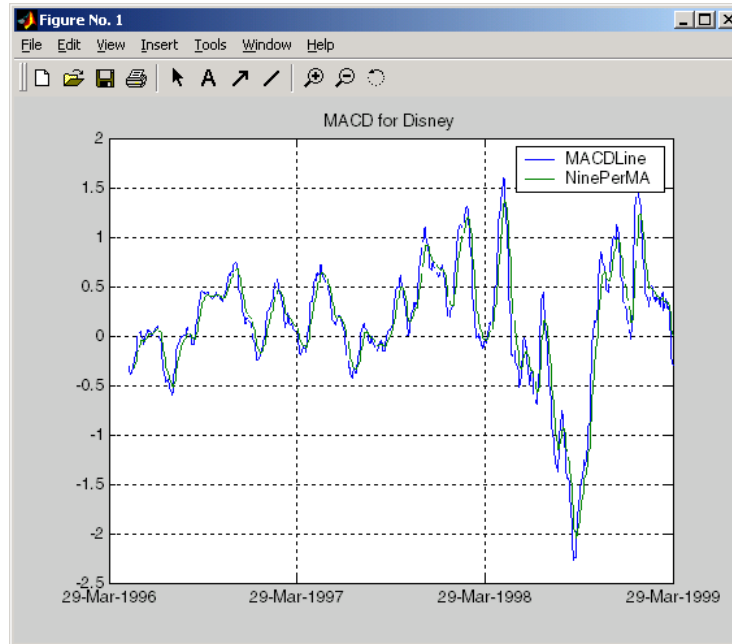 Figure No. 1
File Edit View Insert Tools Window Help
A
MACD for Disney
MACDLine
NinePerMA
2
1.5
1
0.5
0
-0.5
-1
-1.5
-2
-2.5
29-Mar-1996 29-Mar-1997 29-Mar-1998 29-Mar-1999